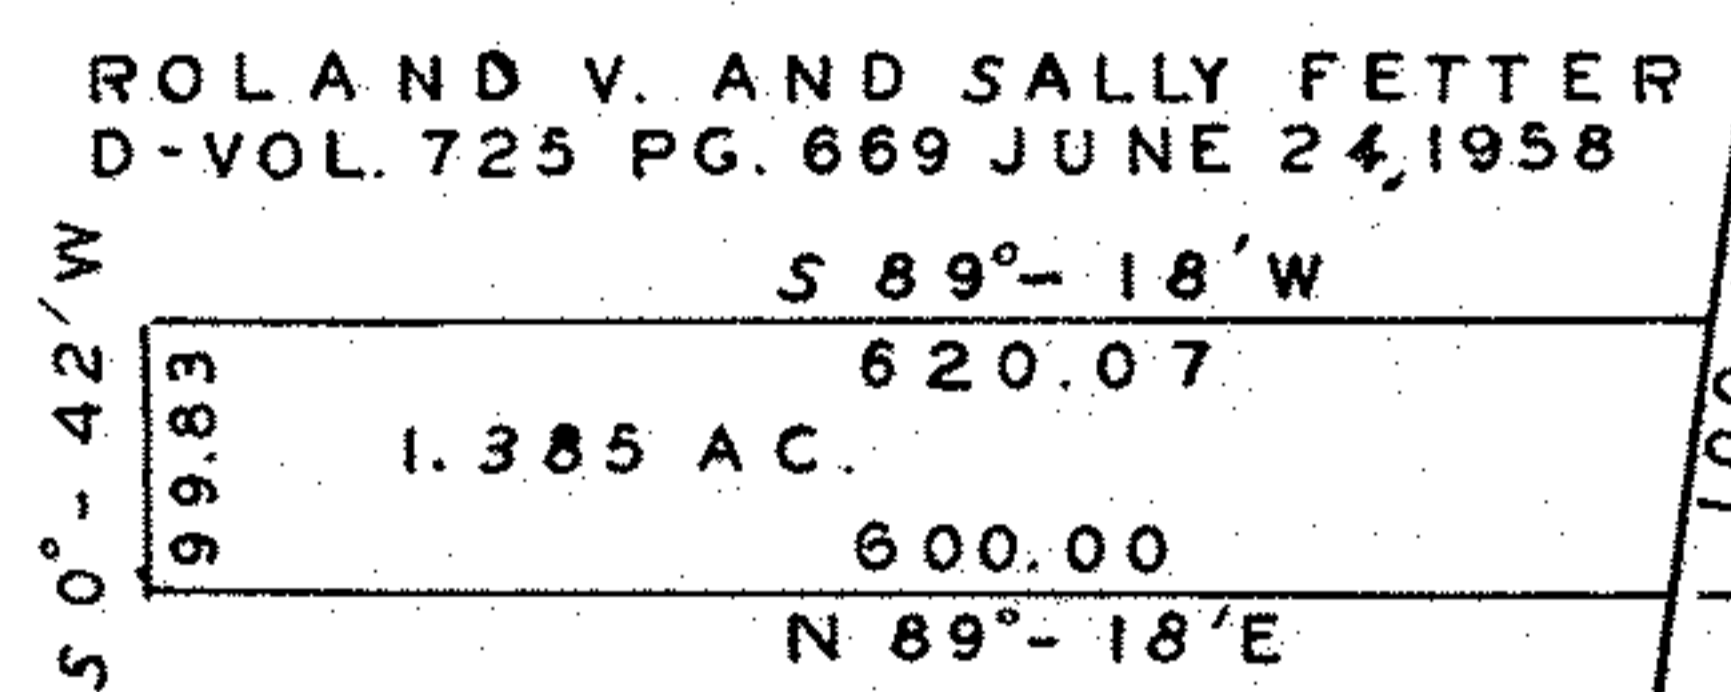 ROLAND V. AND SALLY FETTER
D-VOL. 725 PG. 669 JUNE 24, 1958
S 89°- 18' W
620.07
S 0°- 42' W
99.83
1.385 AC.
600.00
N 89°- 18' E